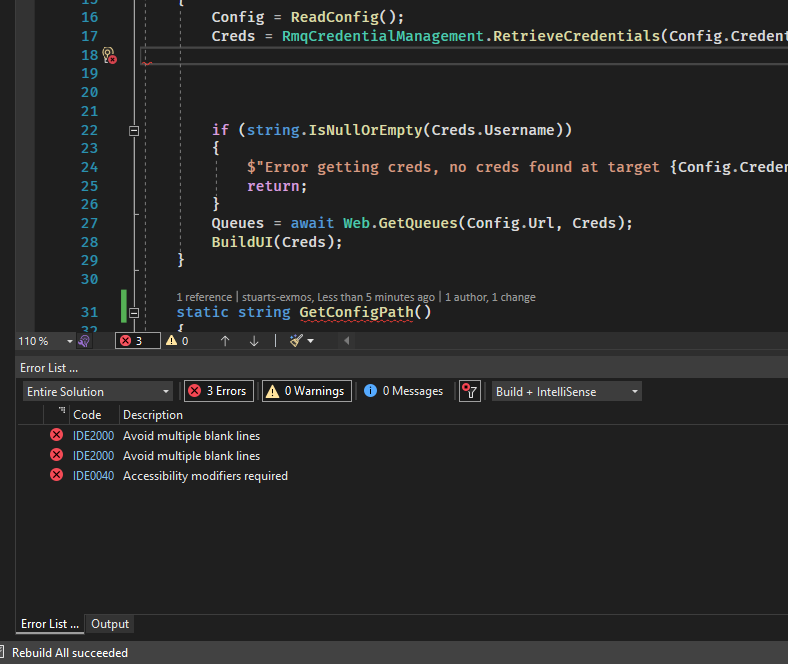 15 {
16 Config = ReadConfig();
17 Creds = RmqCredentialManagement.RetrieveCredentials(Config.Credent
18
19
20
21
22 if (string.IsNullOrEmpty(Creds.Username))
23 {
24 $"Error getting creds, no creds found at target {Config.Creden
25 return;
26 }
27 Queues = await Web.GetQueues(Config.Url, Creds);
28 BuildUI(Creds);
29 }
30
1 reference | stuarts-exmos, Less than 5 minutes ago | 1 author, 1 change
31 static string GetConfigPath()
32 {
110 % 3 0
Error List ...
Entire Solution 3 Errors 0 Warnings 0 Messages Build + IntelliSense
Code Description
IDE2000 Avoid multiple blank lines
IDE2000 Avoid multiple blank lines
IDE0040 Accessibility modifiers required
Error List ... Output
Rebuild All succeeded